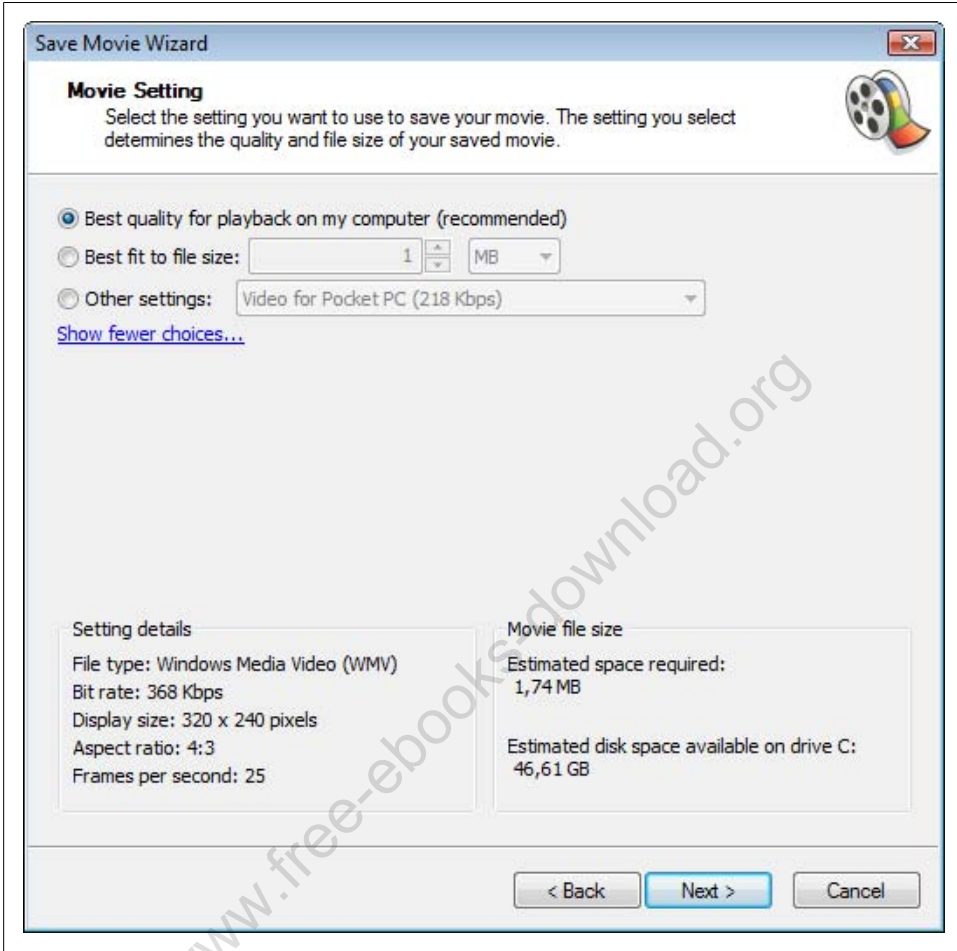 Save Movie Wizard
Movie Setting
Select the setting you want to use to save your movie. The setting you select
determines the quality and file size of your saved movie.
Best quality for playback on my computer (recommended)
Best fit to file size: 1 MB
Other settings: Video for Pocket PC (218 Kbps)
Show fewer choices...
Setting details
File type: Windows Media Video (WMV)
Bit rate: 368 Kbps
Display size: 320 x 240 pixels
Aspect ratio: 4:3
Frames per second: 25
Movie file size
Estimated space required:
1,74 MB
Estimated disk space available on drive C:
46,61 GB
< Back Next > Cancel
www.free-ebooks-download.org